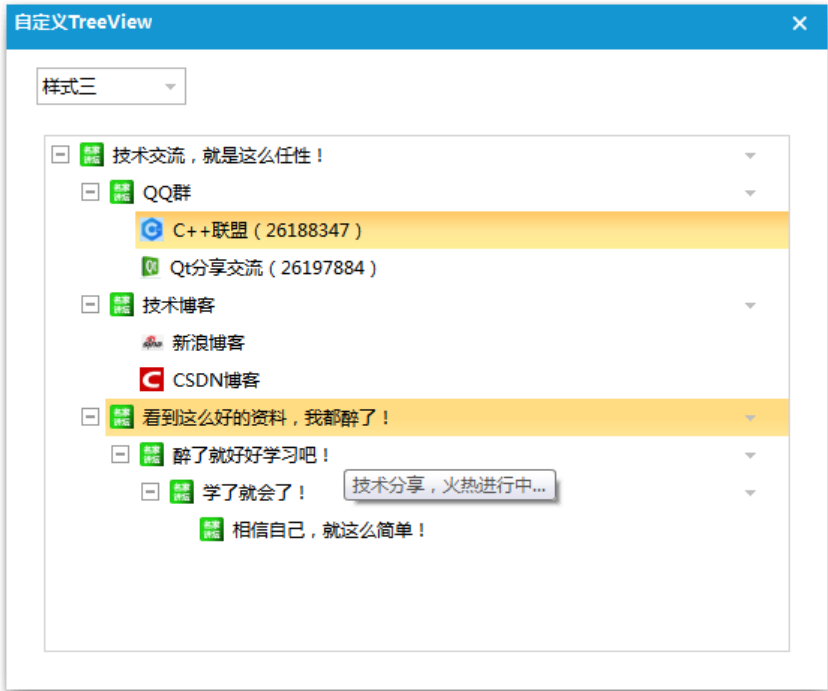 自定义TreeView
样式三
技术交流，就是这么任性！
QQ群
C++联盟（26188347）
Qt分享交流（26197884）
技术博客
新浪博客
CSDN博客
看到这么好的资料，我都醉了！
醉了就好好学习吧！
学了就会了！
技术分享，火热进行中...
相信自己，就这么简单！